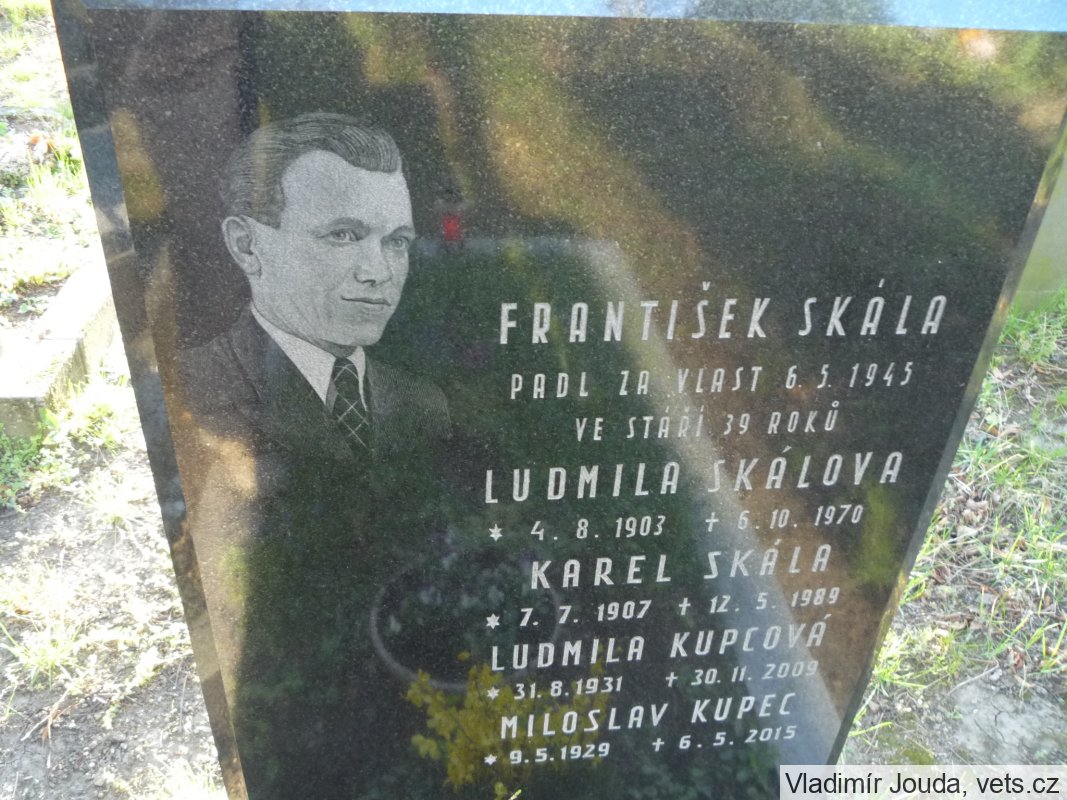 FRANTIŠEK SKÁLA
PADL ZA VLAST 6. 5. 1945
VE STÁŘÍ 39 ROKŮ
LUDMILA SKÁLOVA
* 4. 8. 1903 † 6. 10. 1970
KAREL SKÁLA
* 7. 7. 1907 † 12. 5. 1989
LUDMILA KUPCOVÁ
* 31. 8. 1931 † 30. 11. 2009
MILOSLAV KUPEC
* 9. 5. 1929 † 6. 5. 2015
Vladimír Jouda, vets.cz